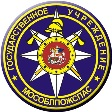 ГОСУДАРСТВЕННОЕ УЧРЕЖДЕНИЕ
МОСОБЛПОЖСПАС